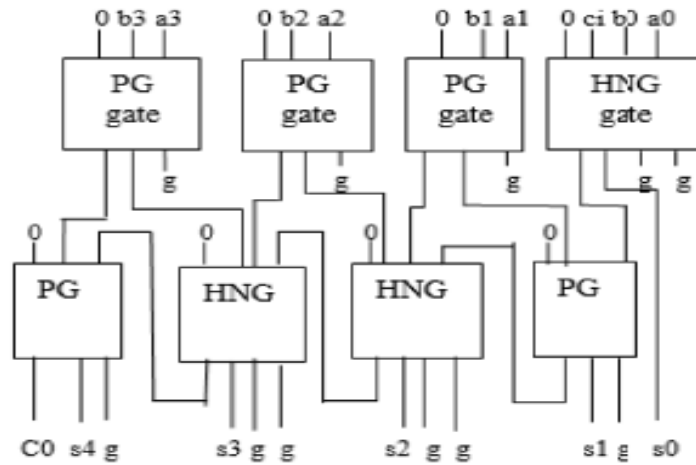 0 b3 a3 0 b2 a2 0 b1 a1 0 ci b0 a0
PG gate PG gate PG gate HNG gate
g g g g g
0 0 0 0
PG HNG HNG PG
C0 s4 g s3 g g s2 g g s1 g s0